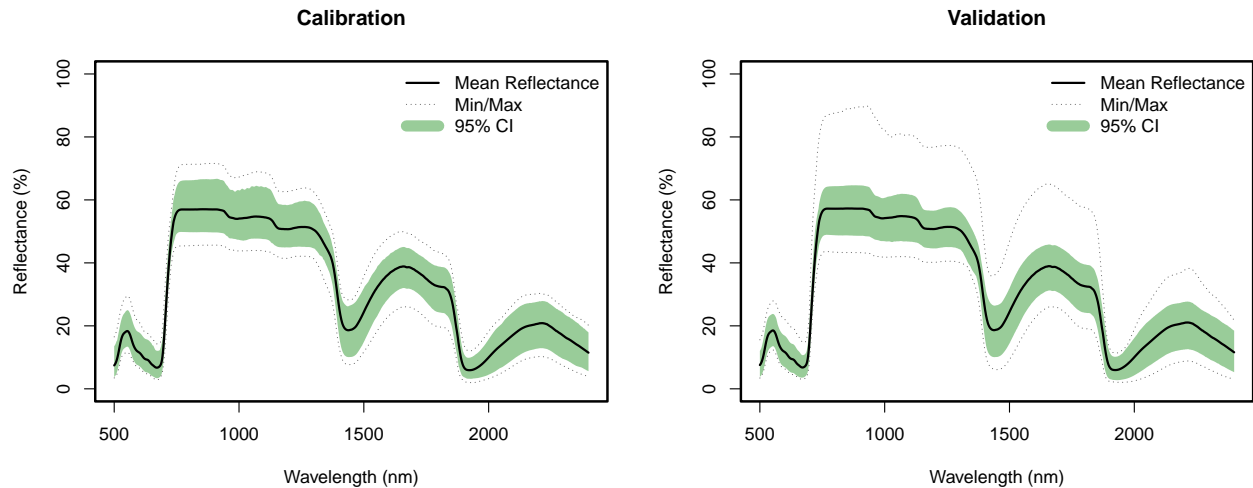 Calibration
Reflectance (%)
100
80
60
40
20
0
Mean Reflectance
Min/Max
95% CI
500
1000
1500
2000
Wavelength (nm)
Validation
Reflectance (%)
100
80
60
40
20
0
Mean Reflectance
Min/Max
95% CI
500
1000
1500
2000
Wavelength (nm)